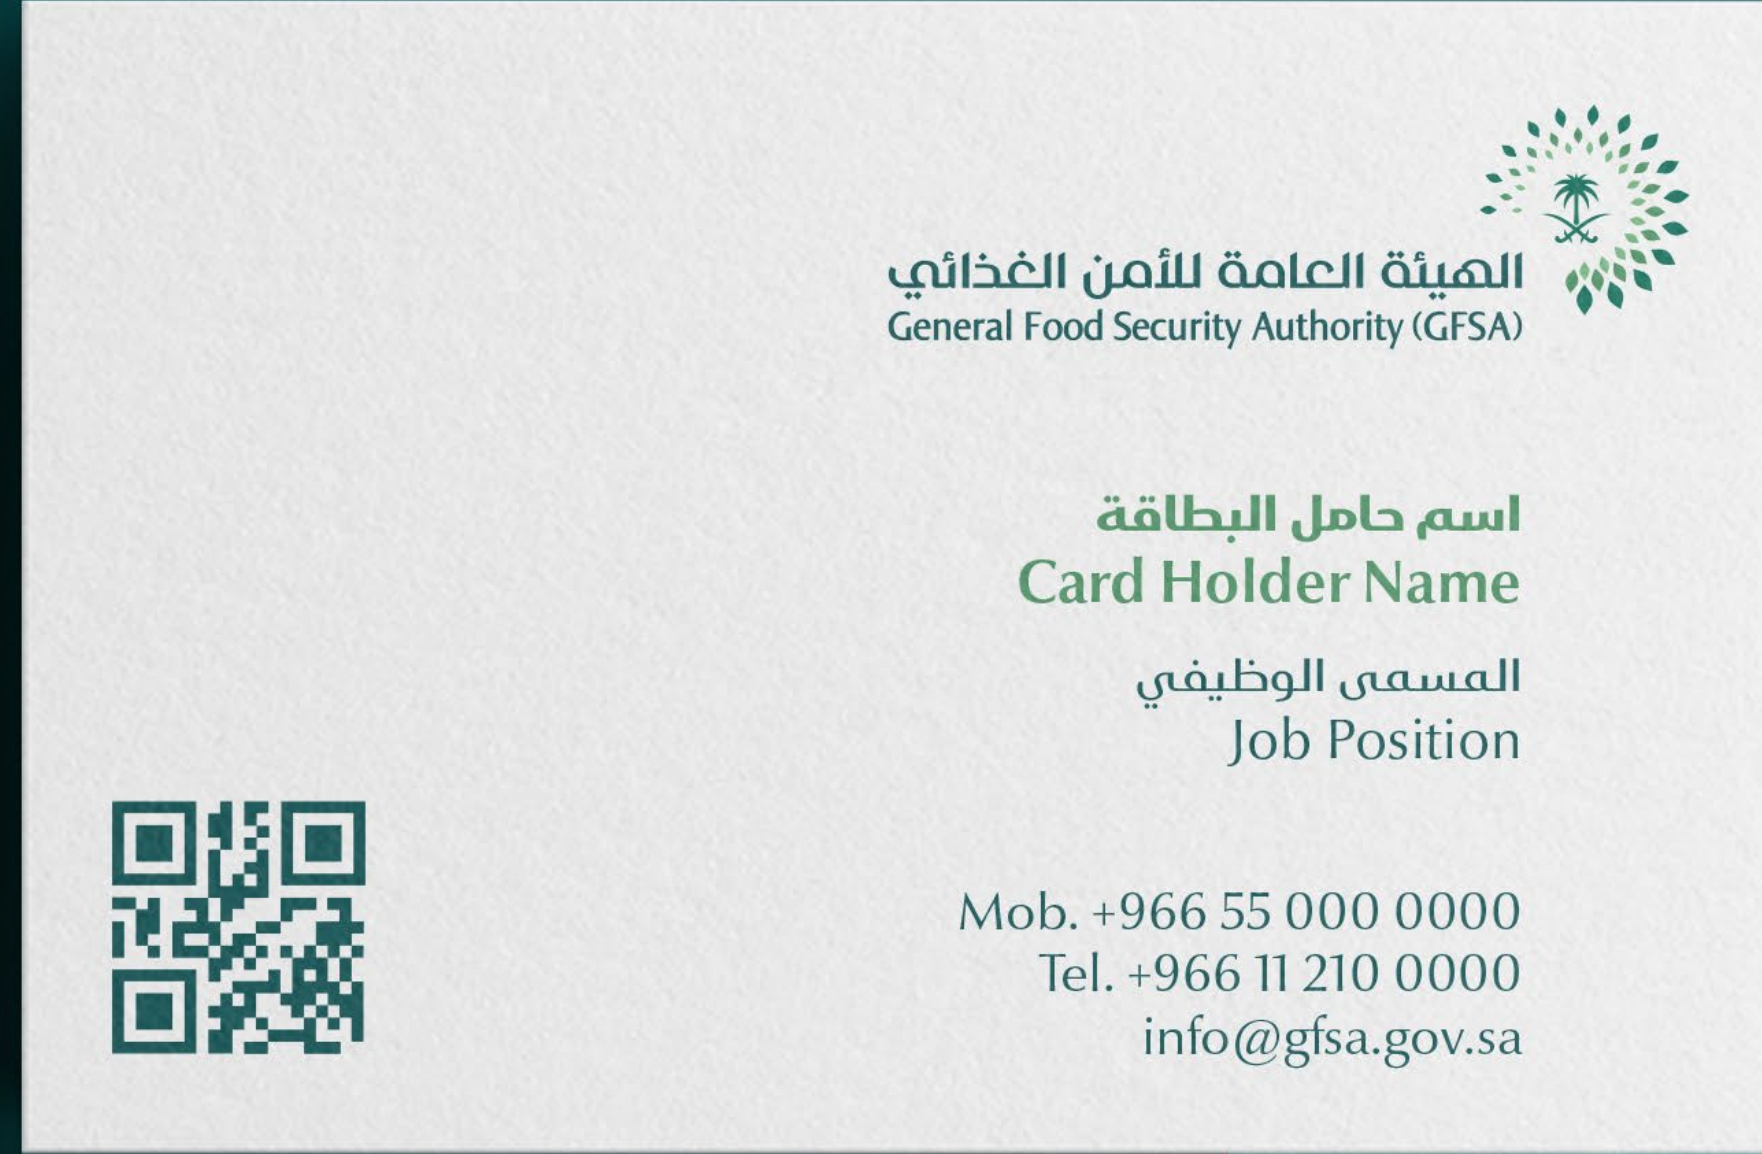 الهيئة العامة للأمن الغذائي
General Food Security Authority (GFSA)
اسم حامل البطاقة
Card Holder Name
المسمى الوظيفي
Job Position
Mob. +966 55 000 0000
Tel. +966 11 210 0000
info@gfsa.gov.sa